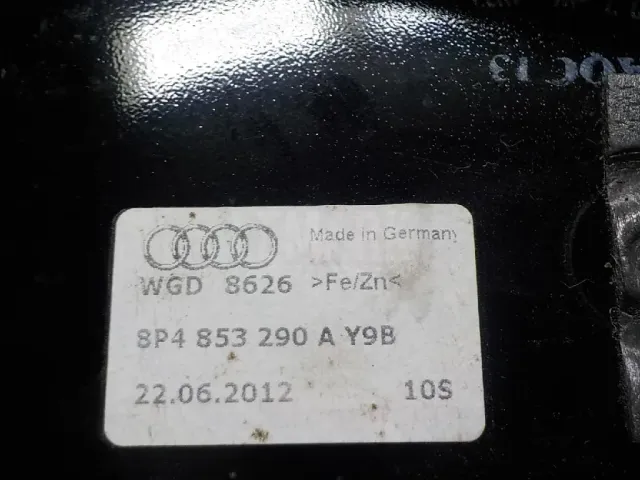 Made in Germany
WGD 8626 >Fe/Zn<
8P4 853 290 A Y9B
22.06.2012 10S